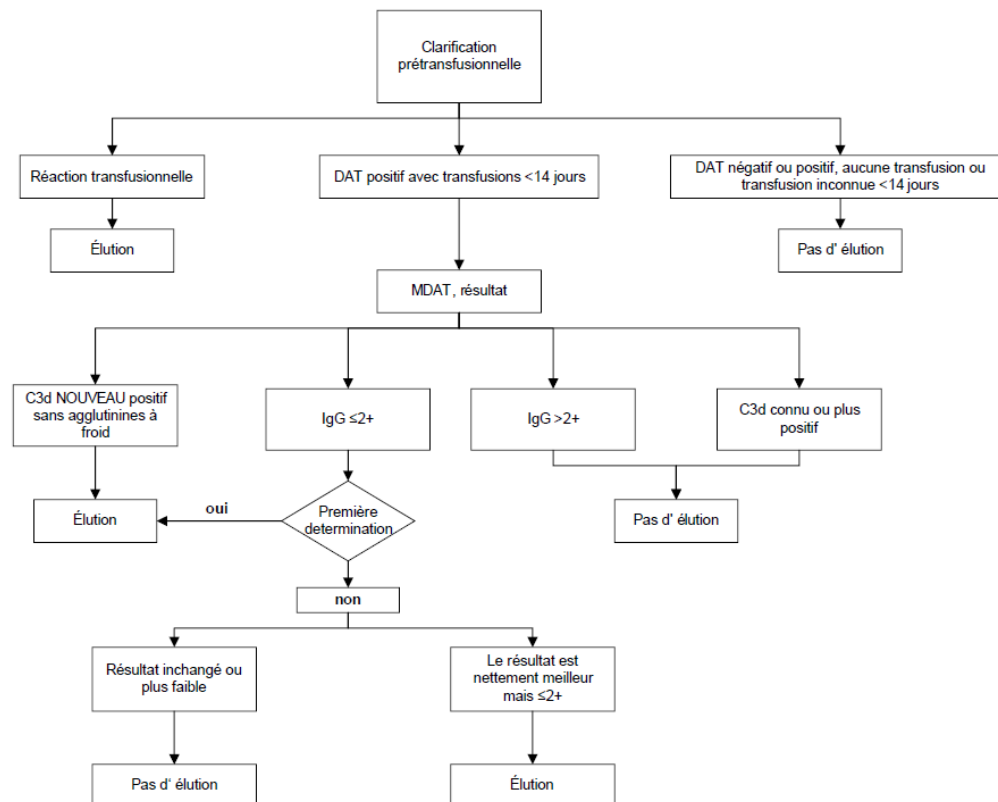 Clarification
prétransfusionnelle
Réaction transfusionnelle
DAT positif avec transfusions <14 jours
DAT négatif ou positif, aucune transfusion ou
transfusion inconnue <14 jours
Élution
Pas d' élution
MDAT, résultat
C3d NOUVEAU positif
sans agglutinines à
froid
IgG ≤2+
IgG >2+
C3d connu ou plus
positif
Élution
oui
Première
determination
Pas d' élution
non
Résultat inchangé ou
plus faible
Le résultat est
nettement meilleur
mais ≤2+
Pas d' élution
Élution